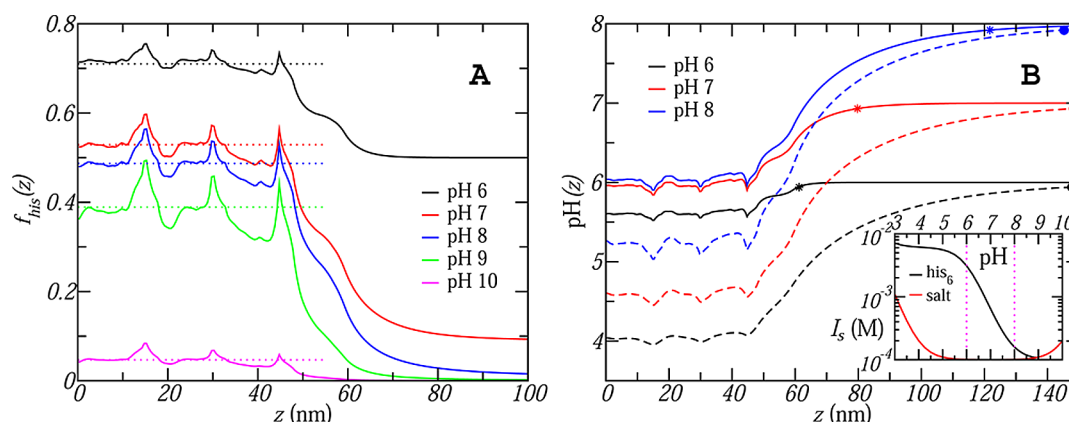 0.8
0.6
0.4
0.2
0
f_his(z)
A
pH 6
pH 7
pH 8
pH 9
pH 10
0 20 40 60 80 100
z (nm)
8
7
6
5
4
pH(z)
B
pH 6
pH 7
pH 8
3 4 5 6 7 8 9 10
10^-2
10^-3
10^-4
pH
his_6
salt
I_s (M)
0 20 40 60 80 100 120 140
z (nm)